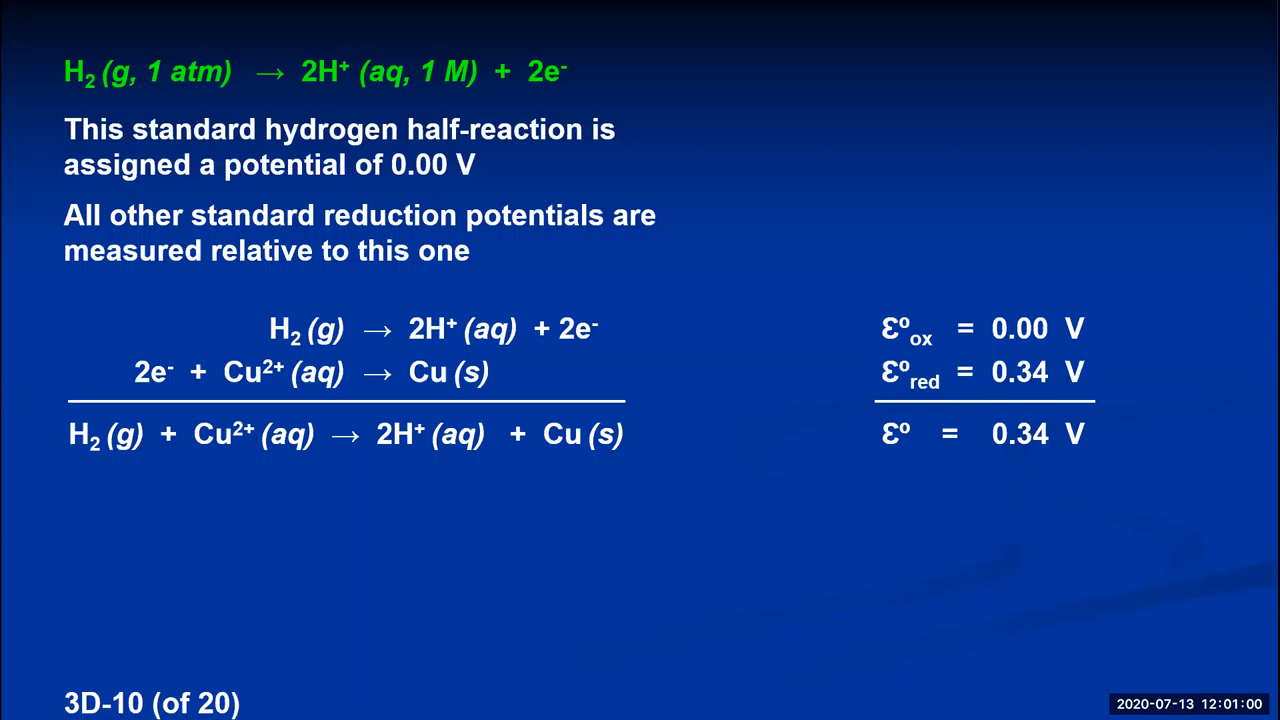 H₂ (g, 1 atm) → 2H⁺ (aq, 1 M) + 2e⁻
This standard hydrogen half-reaction is
assigned a potential of 0.00 V
All other standard reduction potentials are
measured relative to this one
H₂ (g) → 2H⁺ (aq) + 2e⁻ Ɛºox = 0.00 V
2e⁻ + Cu²⁺ (aq) → Cu (s) Ɛºred = 0.34 V
H₂ (g) + Cu²⁺ (aq) → 2H⁺ (aq) + Cu (s) Ɛº = 0.34 V
3D-10 (of 20)
2020-07-13 12:01:00